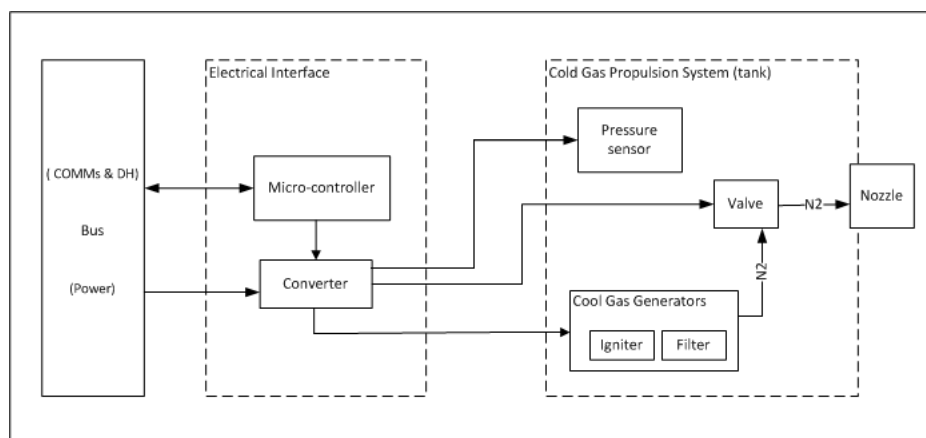 Electrical Interface
Cold Gas Propulsion System (tank)
Pressure
sensor
( COMMs & DH)
Micro-controller
Valve
N2
Nozzle
Bus
(Power)
Converter
N2
Cool Gas Generators
Igniter
Filter